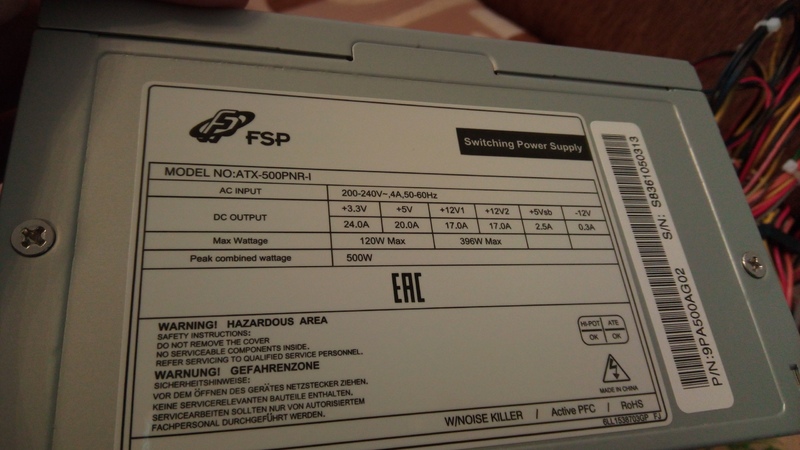 FSP
Switching Power Supply
MODEL NO:ATX-500PNR-I
AC INPUT 200-240V~,4A,50-60Hz
DC OUTPUT +3.3V +5V +12V1 +12V2 +5Vsb -12V
24.0A 20.0A 17.0A 17.0A 2.5A 0.3A
Max Wattage 120W Max 396W Max
Peak combined wattage 500W
EAC
WARNING! HAZARDOUS AREA
SAFETY INSTRUCTIONS:
DO NOT REMOVE THE COVER
NO SERVICEABLE COMPONENTS INSIDE.
REFER SERVICING TO QUALIFIED SERVICE PERSONNEL.
WARNUNG! GEFAHRENZONE
SICHERHEITSHINWEISE:
VOR DEM ÖFFNEN DES GERÄTES NETZSTECKER ZIEHEN.
KEINE SERVICERELEVANTEN BAUTEILE ENTHALTEN.
SERVICEARBEITEN SOLLTEN NUR VON AUTORISIERTEM
FACHPERSONAL DURCHGEFÜHRT WERDEN.
HI-POT ATE
OK OK
MADE IN CHINA
W/NOISE KILLER / Active PFC / RoHS
S/N: S8361050313
P/N:9PA500AG02